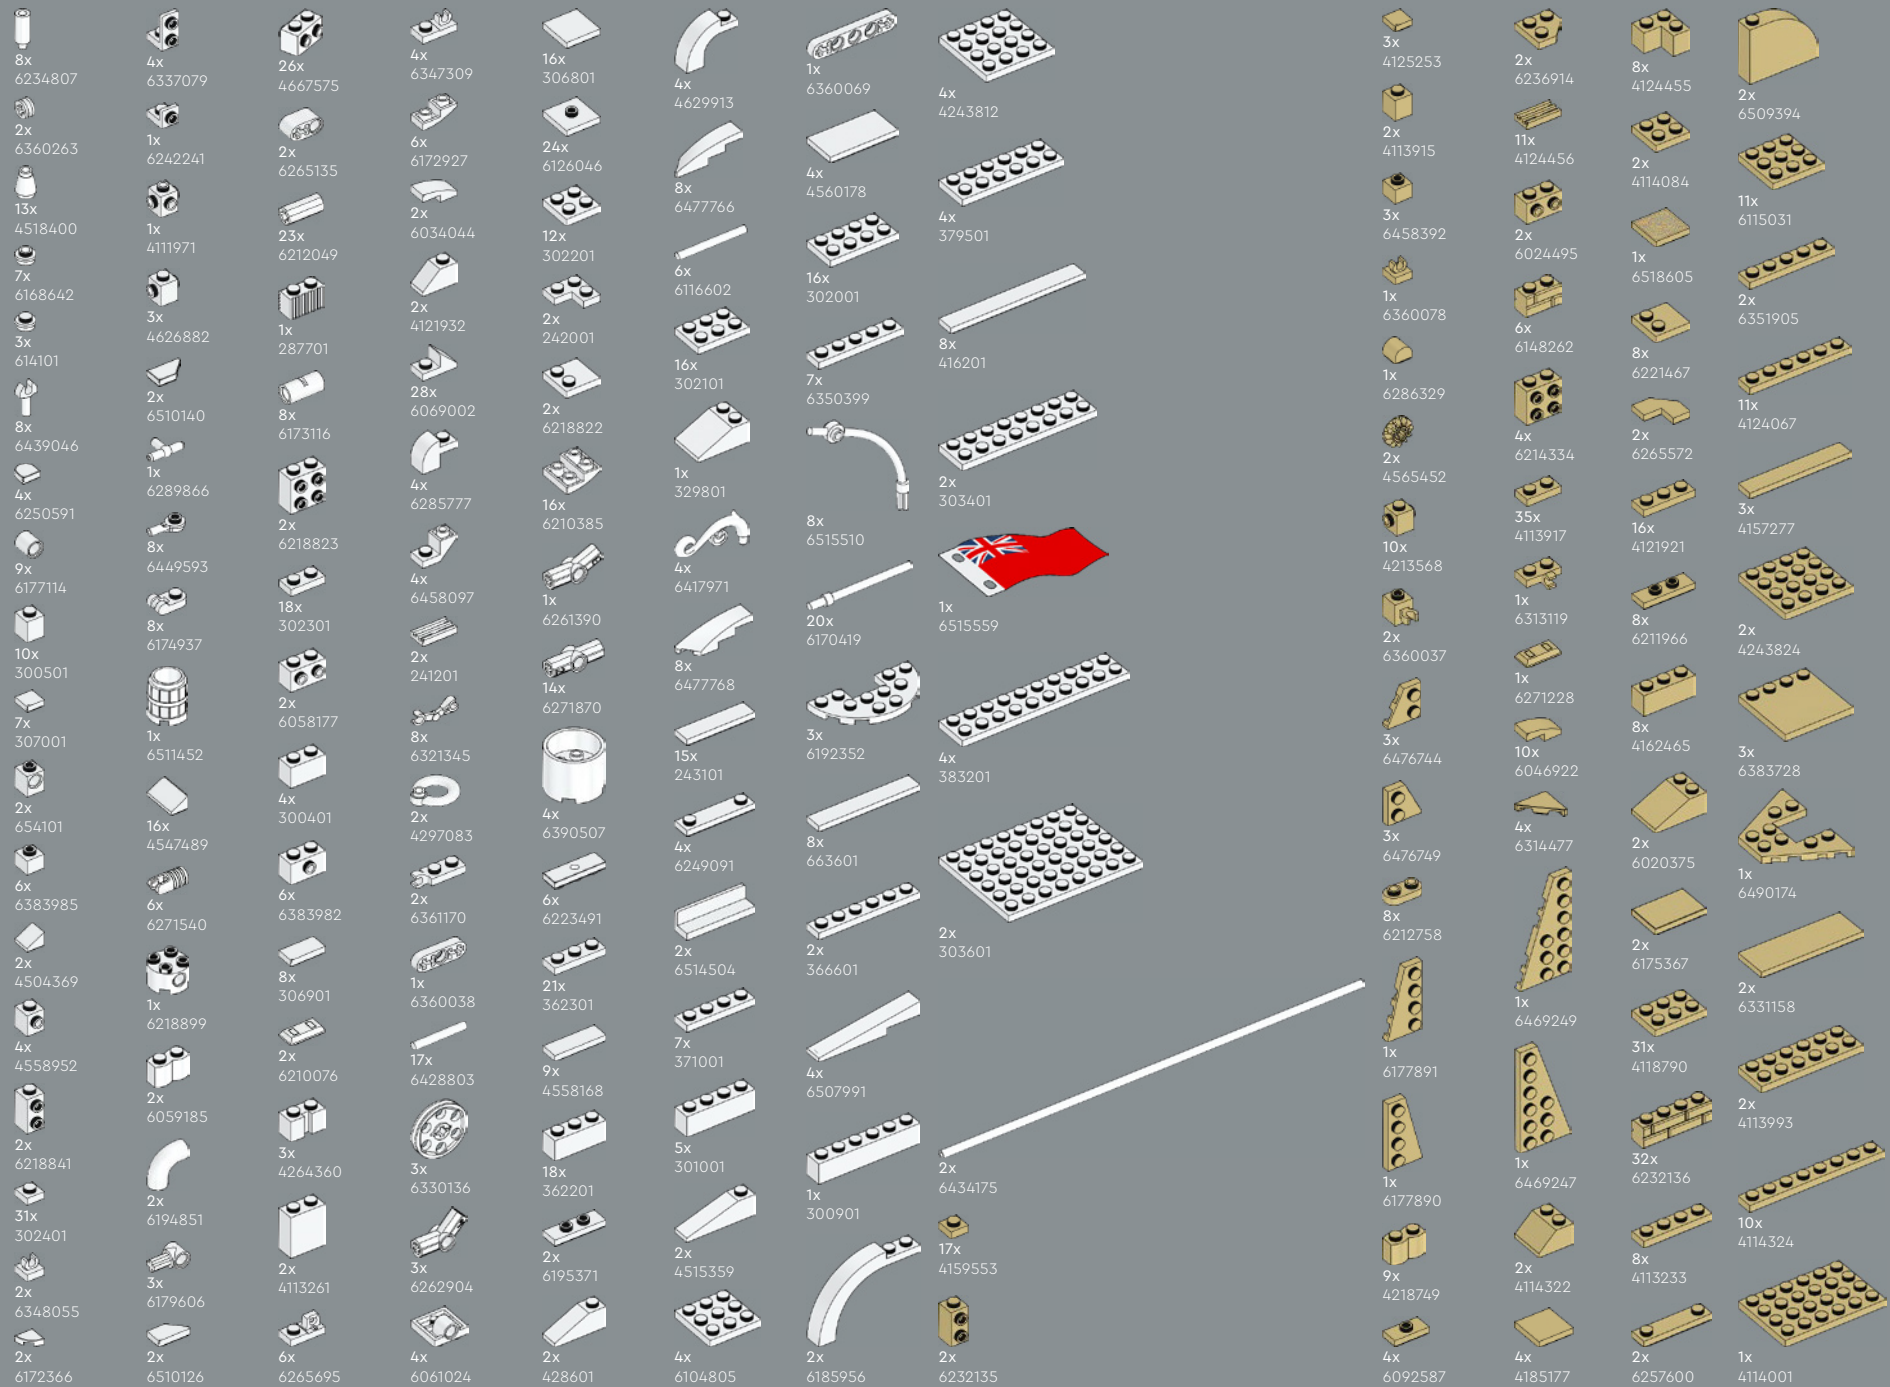 8x
6234807
2x
6360263
13x
4518400
7x
6168642
3x
614101
8x
6439046
4x
6250591
9x
6177114
10x
300501
7x
307001
2x
654101
6x
6383985
2x
4504369
4x
4558952
2x
6218841
31x
302401
2x
6348055
2x
6172366
4x
6337079
1x
6242241
1x
4111971
3x
4626882
2x
6510140
1x
6289866
8x
6449593
8x
6174937
1x
6511452
16x
4547489
6x
6271540
1x
6218899
2x
6059185
2x
6194851
3x
6179606
2x
6510126
26x
4667575
2x
6265135
23x
6212049
1x
287701
8x
6173116
2x
6218823
18x
302301
2x
6058177
4x
300401
6x
6383982
8x
306901
2x
6210076
3x
4264360
2x
4113261
6x
6265695
4x
6347309
6x
6172927
2x
6034044
2x
4121932
28x
6069002
4x
6285777
4x
6458097
2x
241201
8x
6321345
2x
4297083
2x
6361170
1x
6360038
17x
6428803
3x
6330136
3x
6262904
4x
6061024
16x
306801
24x
6126046
12x
302201
2x
242001
2x
6218822
16x
6210385
1x
6261390
14x
6271870
4x
6390507
6x
6223491
21x
362301
9x
4558168
18x
362201
2x
6195371
2x
428601
4x
4629913
8x
6477766
6x
6116602
16x
302101
1x
329801
4x
6417971
8x
6477768
15x
243101
4x
6249091
2x
6514504
7x
371001
5x
301001
2x
4515359
4x
6104805
1x
6360069
4x
4560178
16x
302001
7x
6350399
8x
6515510
20x
6170419
3x
6192352
8x
663601
2x
366601
4x
6507991
1x
300901
2x
6185956
4x
4243812
4x
379501
8x
416201
2x
303401
1x
6515559
4x
383201
2x
303601
2x
6434175
17x
4159553
2x
6232135
3x
4125253
2x
4113915
3x
6458392
1x
6360078
1x
6286329
2x
4565452
10x
4213568
2x
6360037
3x
6476744
3x
6476749
8x
6212758
1x
6177891
1x
6177890
9x
4218749
4x
6092587
2x
6236914
11x
4124456
2x
6024495
6x
6148262
4x
6214334
35x
4113917
1x
6313119
1x
6271228
10x
6046922
4x
6314477
1x
6469249
1x
6469247
2x
4114322
4x
4185177
8x
4124455
2x
4114084
1x
6518605
8x
6221467
2x
6265572
16x
4121921
8x
6211966
8x
4162465
2x
6020375
2x
6175367
31x
4118790
32x
6232136
8x
4113233
2x
6257600
2x
6509394
11x
6115031
2x
6351905
11x
4124067
3x
4157277
2x
4243824
3x
6383728
1x
6490174
2x
6331158
2x
4113993
10x
4114324
1x
4114001